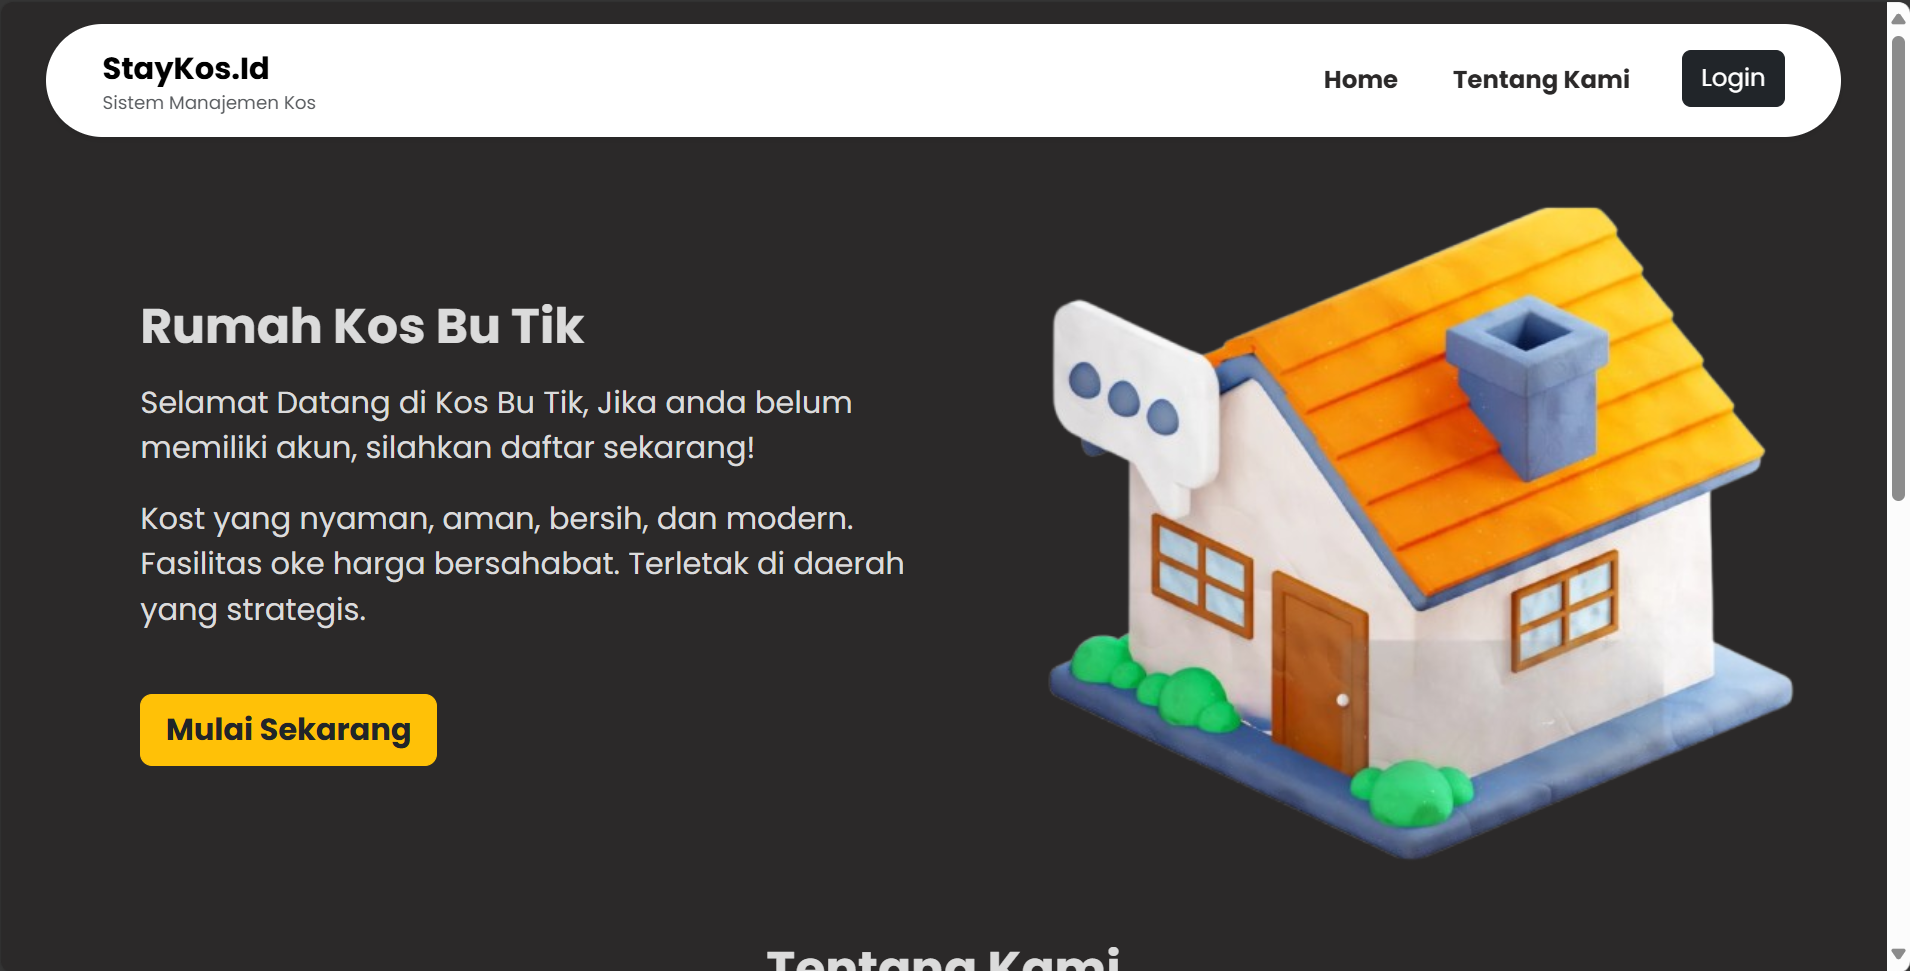 StayKos.Id
Sistem Manajemen Kos
Home
Tentang Kami
Login
Rumah Kos Bu Tik
Selamat Datang di Kos Bu Tik, Jika anda belum
memiliki akun, silahkan daftar sekarang!
Kost yang nyaman, aman, bersih, dan modern.
Fasilitas oke harga bersahabat. Terletak di daerah
yang strategis.
Mulai Sekarang
Tentang Kami